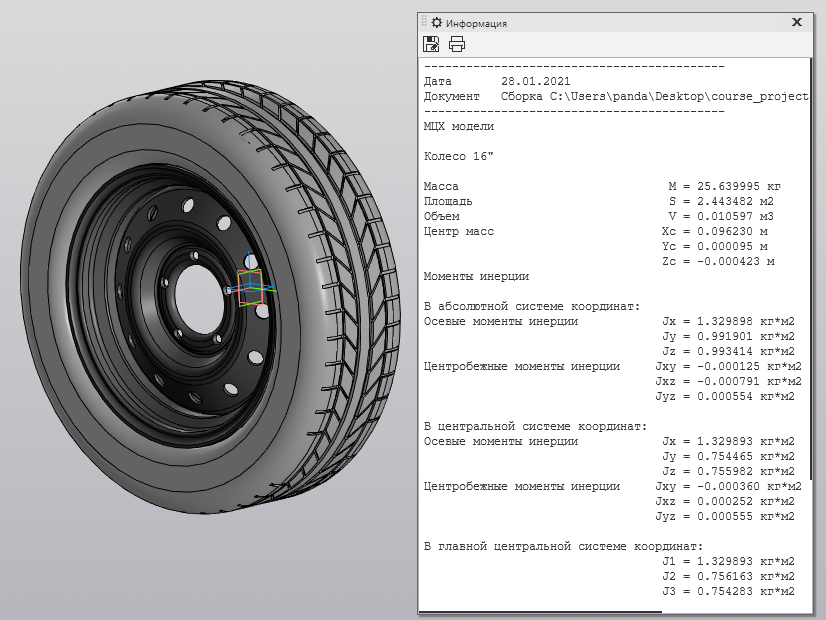 Информация
----------------------------------------
Дата 28.01.2021
Документ Сборка C:\Users\panda\Desktop\course_project
----------------------------------------
МЦХ модели
Колесо 16"
Масса M = 25.639995 кг
Площадь S = 2.443482 м2
Объем V = 0.010597 м3
Центр масс Xc = 0.096230 м
Yc = 0.000095 м
Zc = -0.000423 м
Моменты инерции
В абсолютной системе координат:
Осевые моменты инерции Jx = 1.329898 кг*м2
Jy = 0.991901 кг*м2
Jz = 0.993414 кг*м2
Центробежные моменты инерции Jxy = -0.000125 кг*м2
Jxz = -0.000791 кг*м2
Jyz = 0.000554 кг*м2
В центральной системе координат:
Осевые моменты инерции Jx = 1.329893 кг*м2
Jy = 0.754465 кг*м2
Jz = 0.755982 кг*м2
Центробежные моменты инерции Jxy = -0.000360 кг*м2
Jxz = 0.000252 кг*м2
Jyz = 0.000555 кг*м2
В главной центральной системе координат:
J1 = 1.329893 кг*м2
J2 = 0.756163 кг*м2
J3 = 0.754283 кг*м2